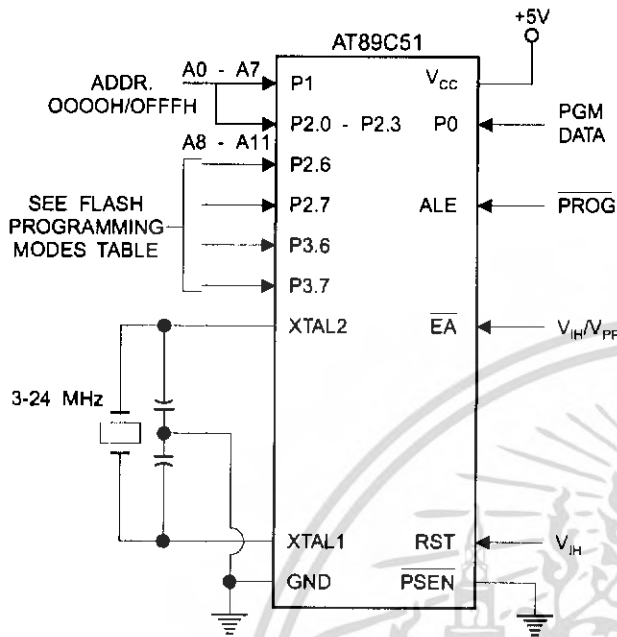 +5V
AT89C51
A0 - A7
ADDR.
OOOOH/OFFFH
P1
VCC
P2.0 - P2.3
P0
PGM
DATA
A8 - A11
P2.6
SEE FLASH
PROGRAMMING
MODES TABLE
P2.7
ALE
PROG
P3.6
P3.7
XTAL2
EA
VIH/VPP
3-24 MHz
XTAL1
RST
VIH
GND
PSEN